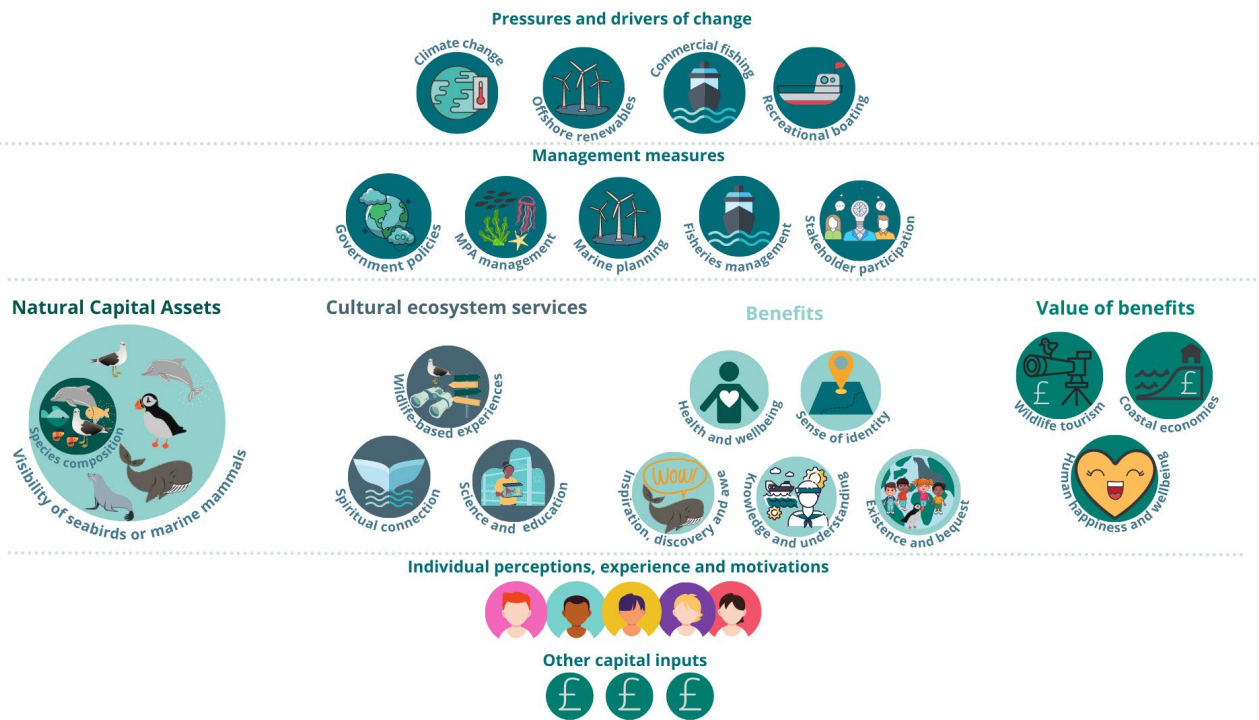 Pressures and drivers of change
Climate change
Offshore renewables
Commercial fishing
Recreational boating
Management measures
Government policies
MPA management
Marine planning
Fisheries management
Stakeholder participation
Natural Capital Assets
Species composition
Visibility of seabirds or marine mammals
Cultural ecosystem services
Wildlife-based experiences
Spiritual connection
Science and education
Benefits
Health and wellbeing
Sense of identity
WOW!
Inspiration, discovery and awe
Knowledge and understanding
Existence and bequest
Value of benefits
£
Wildlife tourism
£
Coastal economies
Human happiness and wellbeing
Individual perceptions, experience and motivations
Other capital inputs
£ £ £